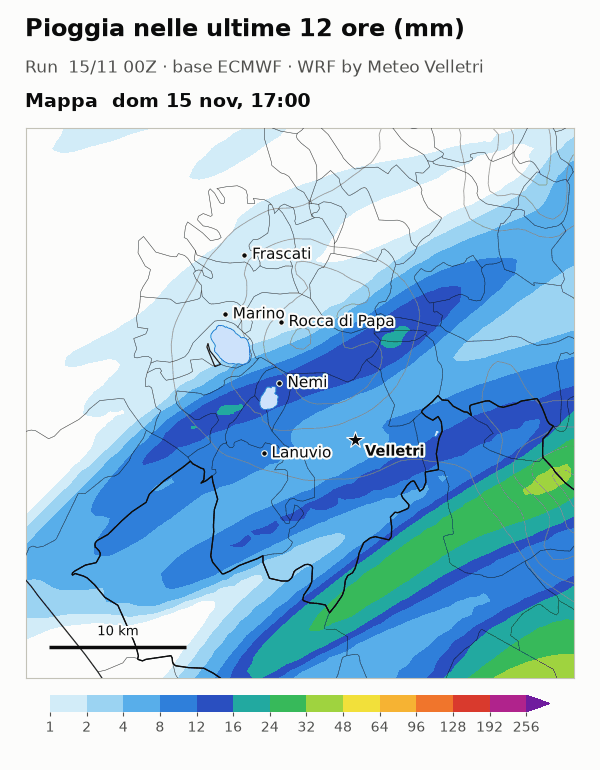 Pioggia nelle ultime 12 ore (mm)
Run 15/11 00Z · base ECMWF · WRF by Meteo Velletri
Mappa dom 15 nov, 17:00
Frascati
Marino
Rocca di Papa
Nemi
Velletri
Lanuvio
10 km
1 2 4 8 12 16 24 32 48 64 96 128 192 256